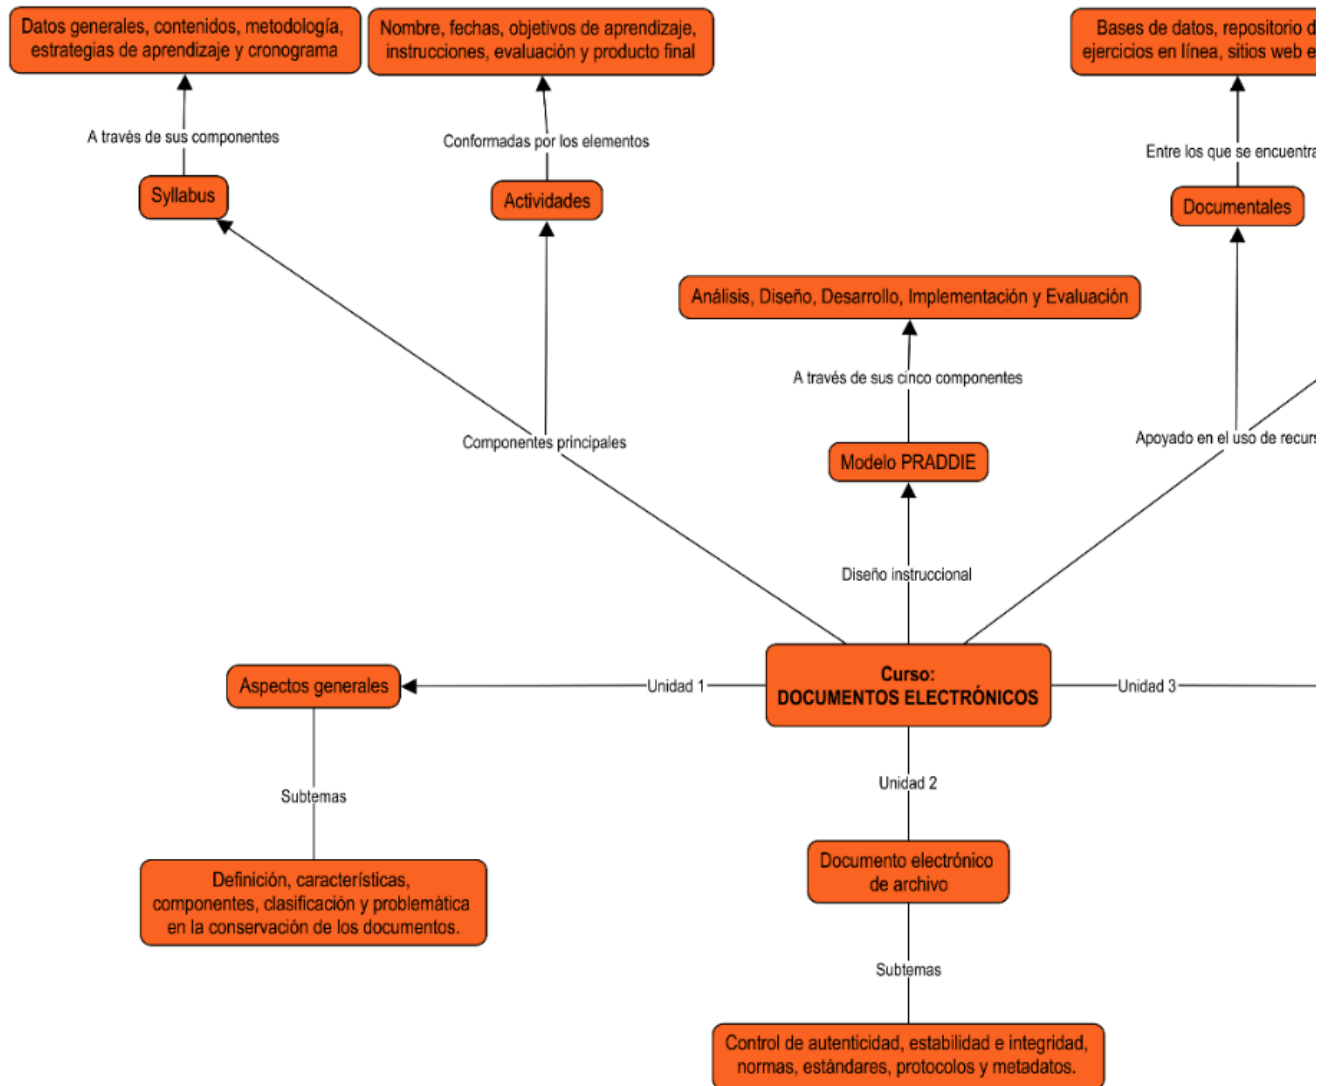 Datos generales, contenidos, metodología,
estrategias de aprendizaje y cronograma
Nombre, fechas, objetivos de aprendizaje,
instrucciones, evaluación y producto final
Bases de datos, repositorio d
ejercicios en línea, sitios web e
A través de sus componentes
Conformadas por los elementos
Entre los que se encuentra
Syllabus
Actividades
Documentales
Análisis, Diseño, Desarrollo, Implementación y Evaluación
A través de sus cinco componentes
Componentes principales
Modelo PRADDIE
Apoyado en el uso de recurs
Diseño instruccional
Aspectos generales
Unidad 1
Curso:
DOCUMENTOS ELECTRÓNICOS
Unidad 3
Unidad 2
Subtemas
Documento electrónico
de archivo
Definición, características,
componentes, clasificación y problemática
en la conservación de los documentos.
Subtemas
Control de autenticidad, estabilidad e integridad,
normas, estándares, protocolos y metadatos.